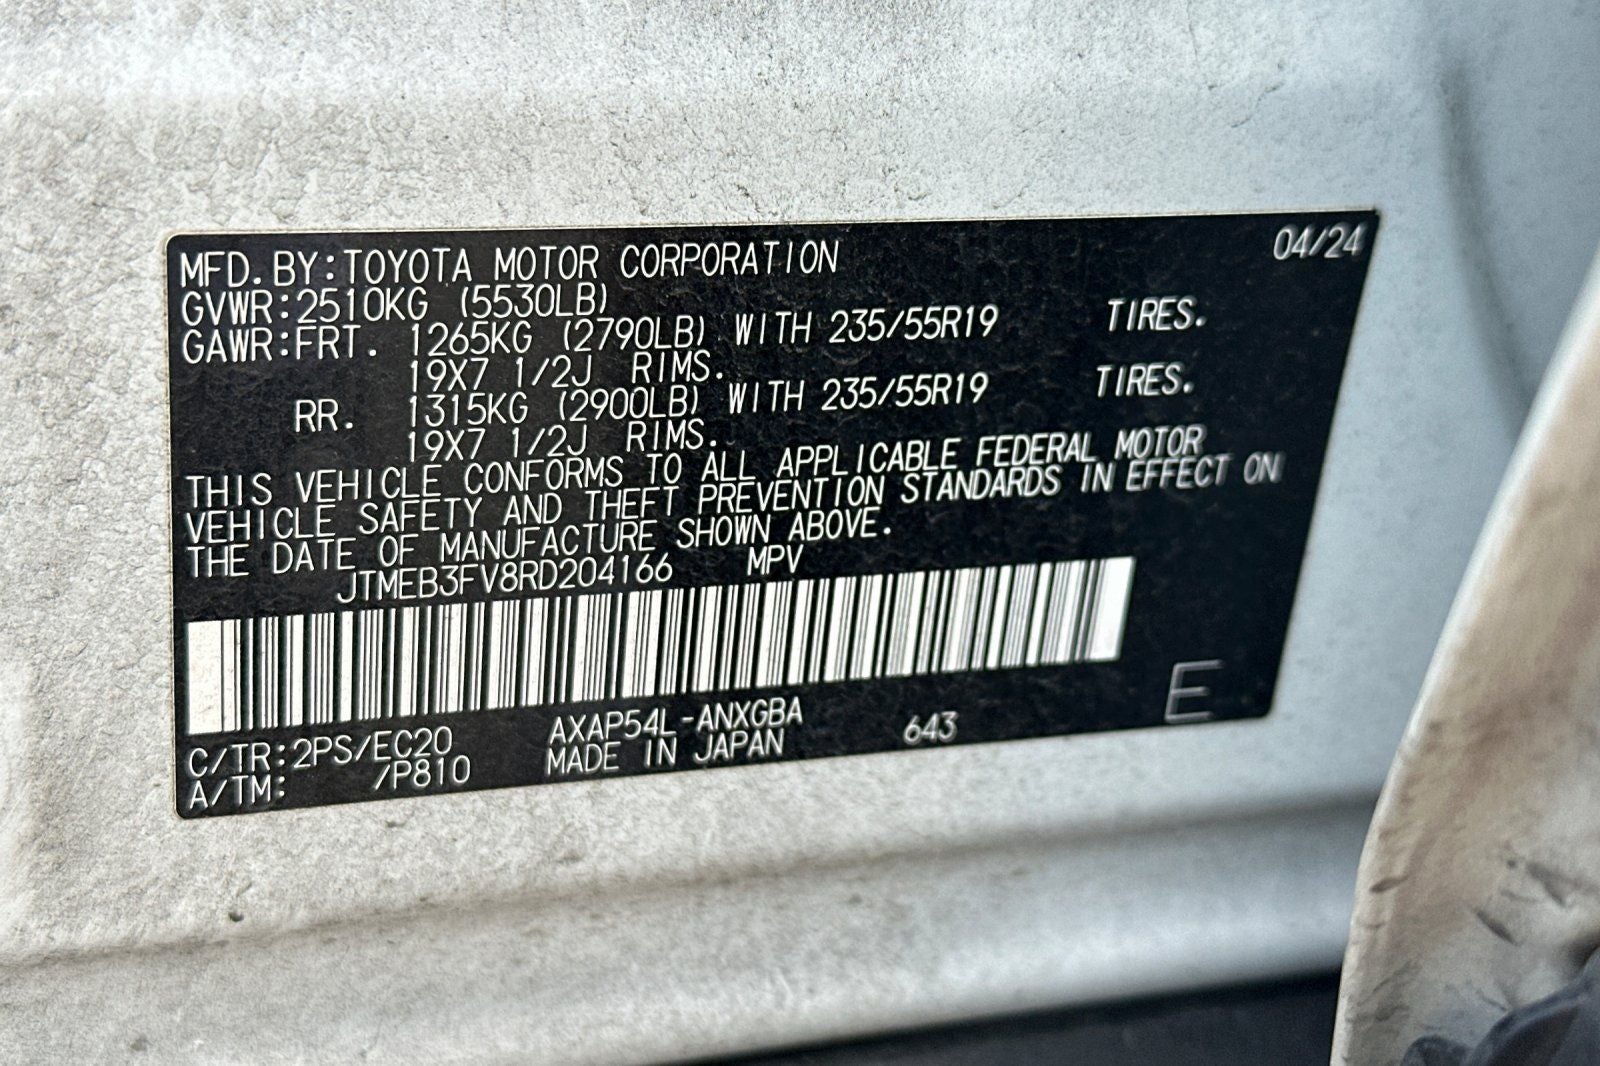 04/24
MFD.BY:TOYOTA MOTOR CORPORATION
GVWR:2510KG (5530LB)
GAWR:FRT. 1265KG (2790LB) WITH 235/55R19 TIRES.
19X7 1/2J RIMS.
RR. 1315KG (2900LB) WITH 235/55R19 TIRES.
19X7 1/2J RIMS.
THIS VEHICLE CONFORMS TO ALL APPLICABLE FEDERAL MOTOR
VEHICLE SAFETY AND THEFT PREVENTION STANDARDS IN EFFECT ON
THE DATE OF MANUFACTURE SHOWN ABOVE.
JTMEB3FV8RD204166 MPV
C/TR:2PS/EC20 AXAP54L-ANXGBA 643 E
A/TM: /P810 MADE IN JAPAN